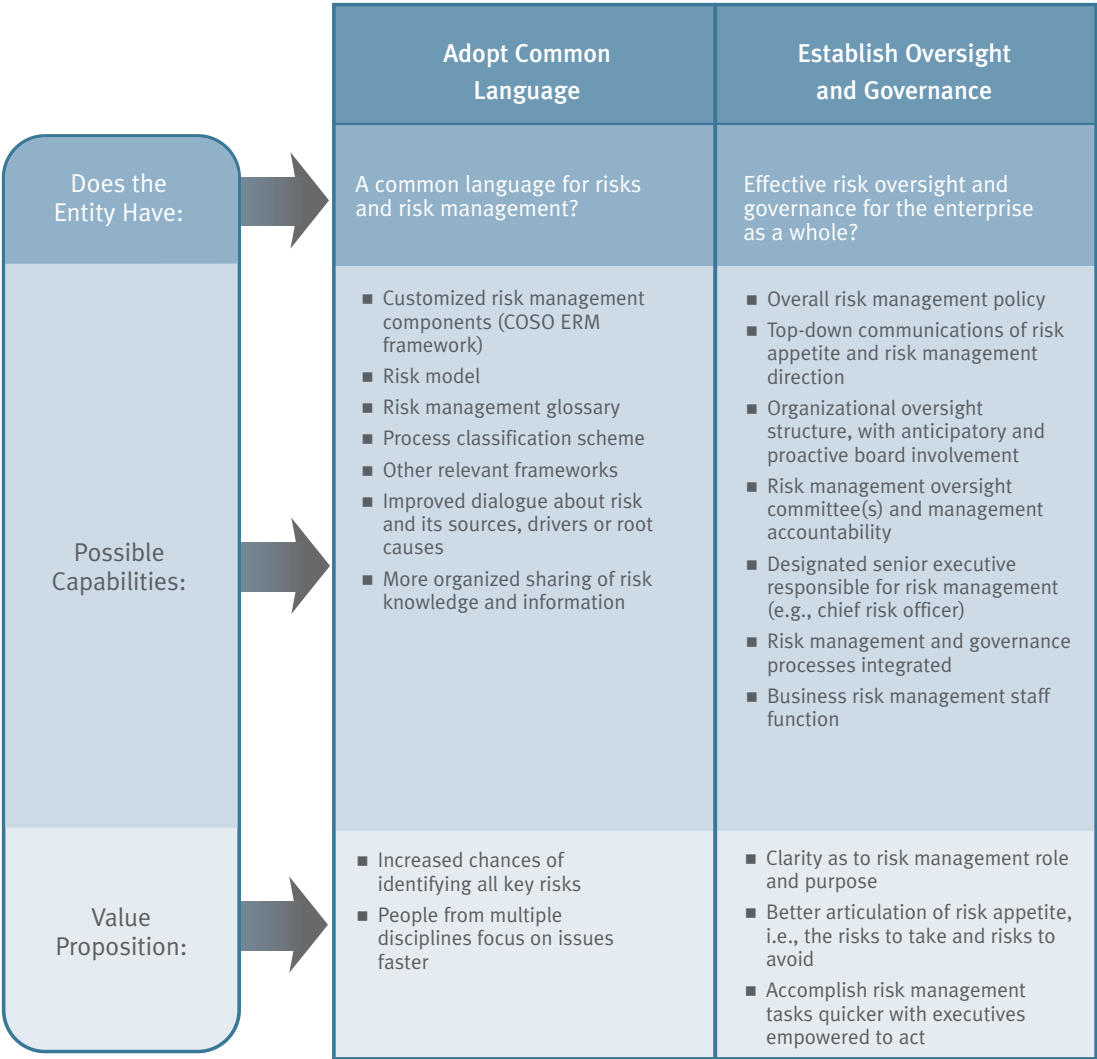 Adopt Common
Language
Establish Oversight
and Governance
Does the
Entity Have:
A common language for risks
and risk management?
Effective risk oversight and
governance for the enterprise
as a whole?
Possible
Capabilities:
■ Customized risk management
components (COSO ERM
framework)
■ Risk model
■ Risk management glossary
■ Process classification scheme
■ Other relevant frameworks
■ Improved dialogue about risk
and its sources, drivers or root
causes
■ More organized sharing of risk
knowledge and information
■ Overall risk management policy
■ Top-down communications of risk
appetite and risk management
direction
■ Organizational oversight
structure, with anticipatory and
proactive board involvement
■ Risk management oversight
committee(s) and management
accountability
■ Designated senior executive
responsible for risk management
(e.g., chief risk officer)
■ Risk management and governance
processes integrated
■ Business risk management staff
function
Value
Proposition:
■ Increased chances of
identifying all key risks
■ People from multiple
disciplines focus on issues
faster
■ Clarity as to risk management role
and purpose
■ Better articulation of risk appetite,
i.e., the risks to take and risks to
avoid
■ Accomplish risk management
tasks quicker with executives
empowered to act